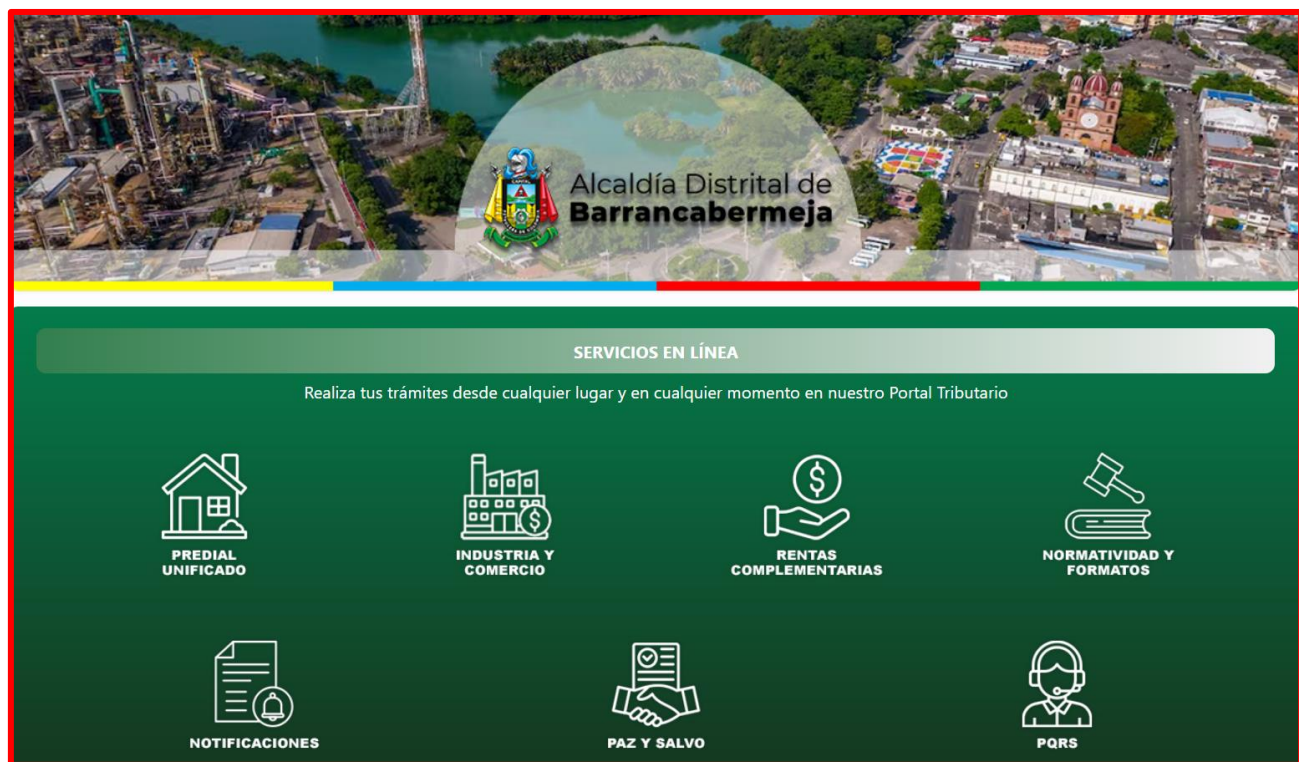 Alcaldía Distrital de
Barrancabermeja
SERVICIOS EN LÍNEA
Realiza tus trámites desde cualquier lugar y en cualquier momento en nuestro Portal Tributario
PREDIAL
UNIFICADO
INDUSTRIA Y
COMERCIO
RENTAS
COMPLEMENTARIAS
NORMATIVIDAD Y
FORMATOS
NOTIFICACIONES
PAZ Y SALVO
PQRS